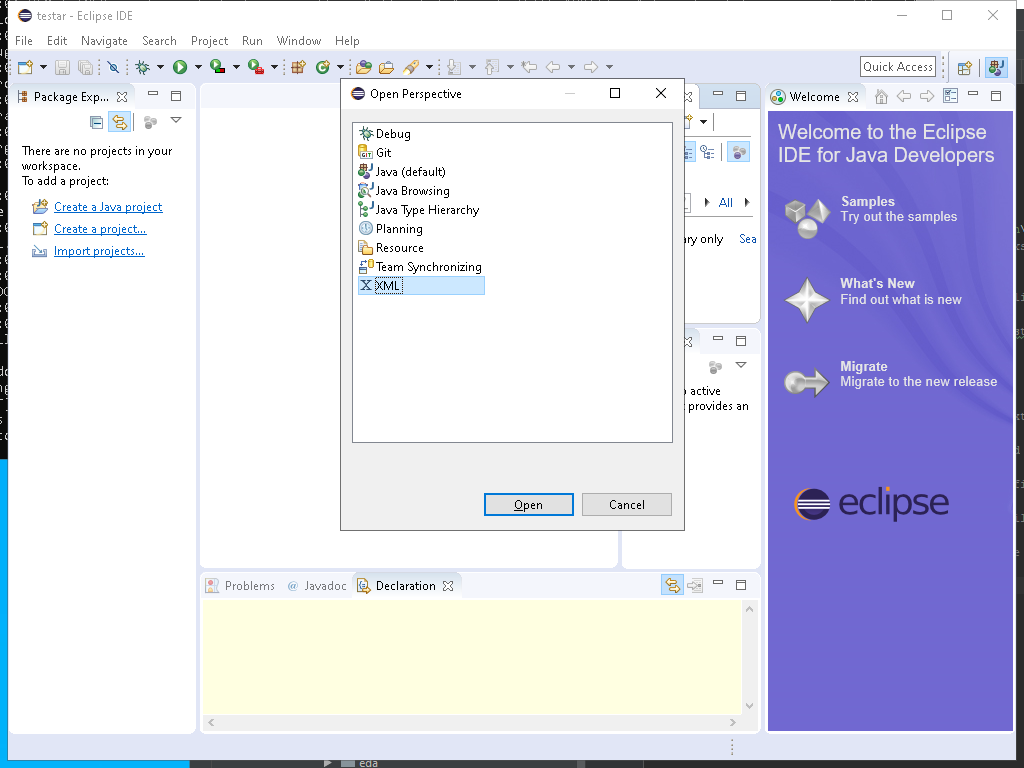 testar - Eclipse IDE
File Edit Navigate Search Project Run Window Help
Quick Access
Package Exp...
There are no projects in your
workspace.
To add a project:
Create a Java project
Create a project...
Import projects...
Open Perspective
Debug
Git
Java (default)
Java Browsing
Java Type Hierarchy
Planning
Resource
Team Synchronizing
XML
Open Cancel
All
ry only Sea
active
provides an
Problems Javadoc Declaration
Welcome
Welcome to the Eclipse
IDE for Java Developers
Samples
Try out the samples
What's New
Find out what is new
Migrate
Migrate to the new release
eclipse
eda